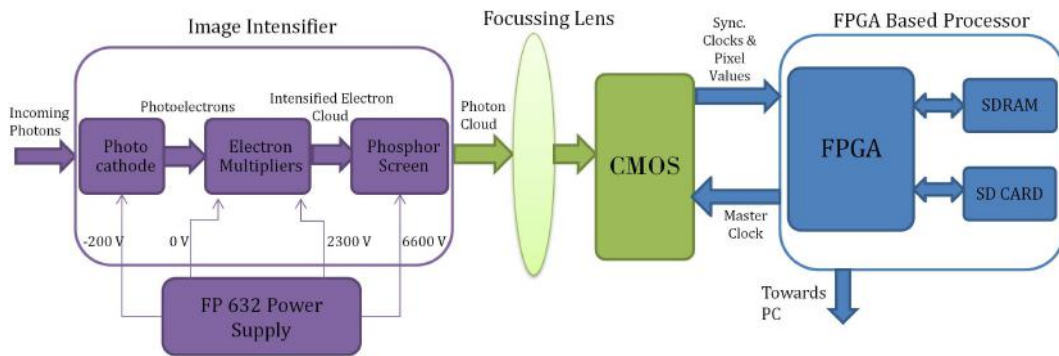 Image Intensifier
Focussing Lens
FPGA Based Processor
Incoming
Photons
Photoelectrons
Intensified Electron
Cloud
Photo
cathode
Electron
Multipliers
Phosphor
Screen
Photon
Cloud
CMOS
Sync.
Clocks &
Pixel
Values
Master
Clock
FPGA
SDRAM
SD CARD
-200 V
0 V
2300 V
6600 V
FP 632 Power
Supply
Towards
PC